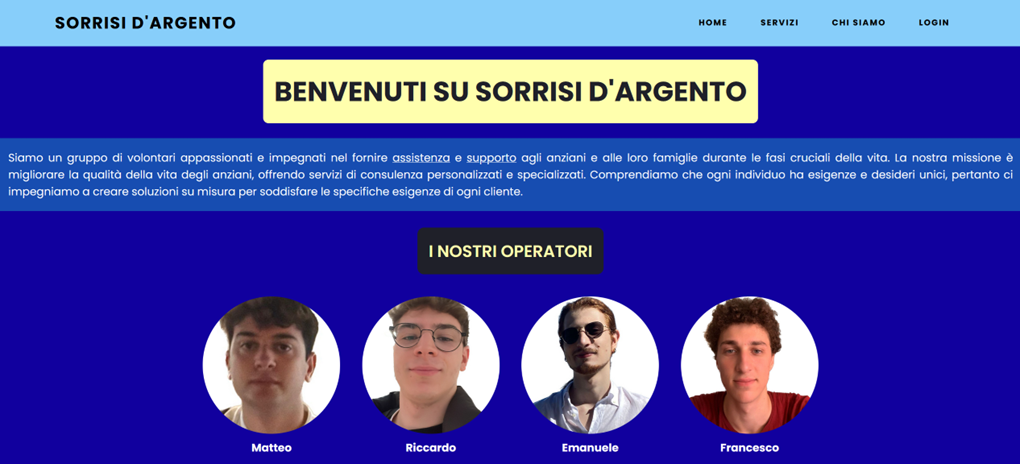 SORRISI D'ARGENTO
HOME SERVIZI CHI SIAMO LOGIN
BENVENUTI SU SORRISI D'ARGENTO
Siamo un gruppo di volontari appassionati e impegnati nel fornire assistenza e supporto agli anziani e alle loro famiglie durante le fasi cruciali della vita. La nostra missione è
migliorare la qualità della vita degli anziani, offrendo servizi di consulenza personalizzati e specializzati. Comprendiamo che ogni individuo ha esigenze e desideri unici, pertanto ci
impegniamo a creare soluzioni su misura per soddisfare le specifiche esigenze di ogni cliente.
I NOSTRI OPERATORI
Matteo Riccardo Emanuele Francesco